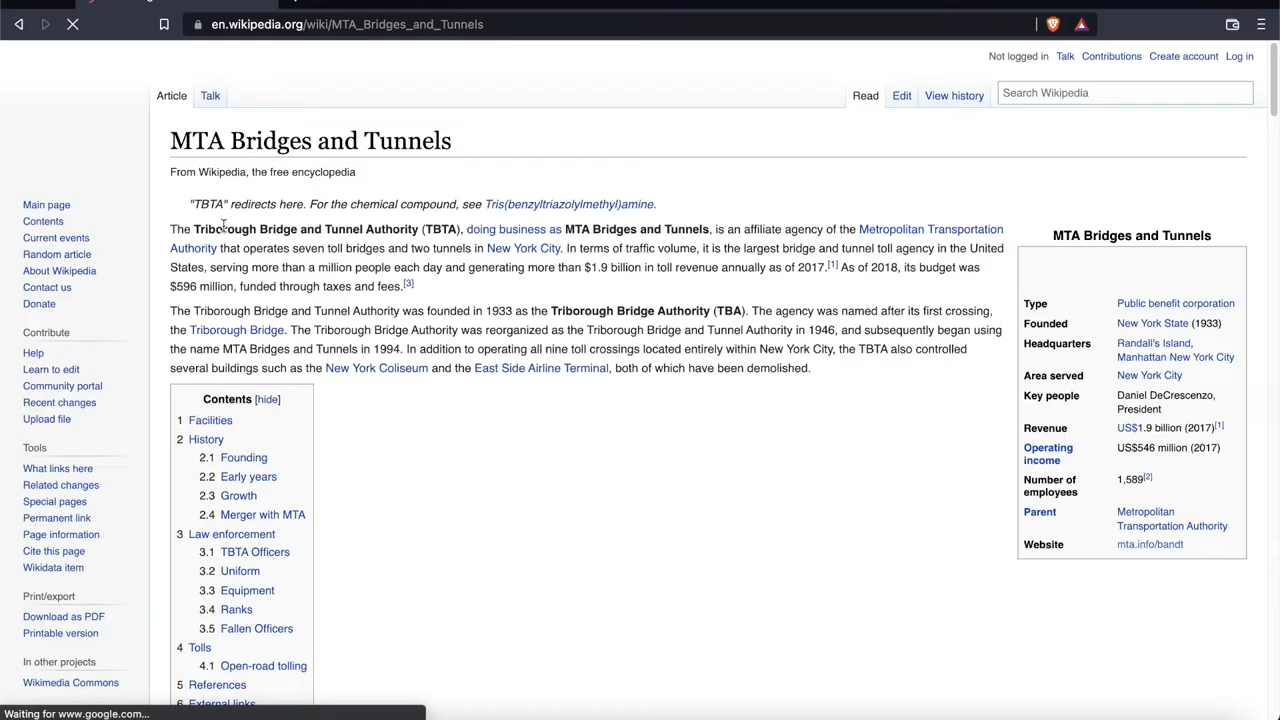 en.wikipedia.org/wiki/MTA_Bridges_and_Tunnels
Not logged in Talk Contributions Create account Log in
Article Talk Read Edit View history Search Wikipedia
MTA Bridges and Tunnels
From Wikipedia, the free encyclopedia
"TBTA" redirects here. For the chemical compound, see Tris(benzyltriazolylmethyl)amine.
The Triborough Bridge and Tunnel Authority (TBTA), doing business as MTA Bridges and Tunnels, is an affiliate agency of the Metropolitan Transportation
Authority that operates seven toll bridges and two tunnels in New York City. In terms of traffic volume, it is the largest bridge and tunnel toll agency in the United
States, serving more than a million people each day and generating more than $1.9 billion in toll revenue annually as of 2017.[1] As of 2018, its budget was
$596 million, funded through taxes and fees.[3]
The Triborough Bridge and Tunnel Authority was founded in 1933 as the Triborough Bridge Authority (TBA). The agency was named after its first crossing,
the Triborough Bridge. The Triborough Bridge Authority was reorganized as the Triborough Bridge and Tunnel Authority in 1946, and subsequently began using
the name MTA Bridges and Tunnels in 1994. In addition to operating all nine toll crossings located entirely within New York City, the TBTA also controlled
several buildings such as the New York Coliseum and the East Side Airline Terminal, both of which have been demolished.
Contents [hide]
1 Facilities
2 History
2.1 Founding
2.2 Early years
2.3 Growth
2.4 Merger with MTA
3 Law enforcement
3.1 TBTA Officers
3.2 Uniform
3.3 Equipment
3.4 Ranks
3.5 Fallen Officers
4 Tolls
4.1 Open-road tolling
5 References
6 External links
MTA Bridges and Tunnels
Type Public benefit corporation
Founded New York State (1933)
Headquarters Randall's Island,
Manhattan New York City
Area served New York City
Key people Daniel DeCrescenzo,
President
Revenue US$1.9 billion (2017)[1]
Operating US$546 million (2017)
income
Number of 1,589[2]
employees
Parent Metropolitan
Transportation Authority
Website mta.info/bandt
Main page
Contents
Current events
Random article
About Wikipedia
Contact us
Donate
Contribute
Help
Learn to edit
Community portal
Recent changes
Upload file
Tools
What links here
Related changes
Special pages
Permanent link
Page information
Cite this page
Wikidata item
Print/export
Download as PDF
Printable version
In other projects
Wikimedia Commons
Waiting for www.google.com...